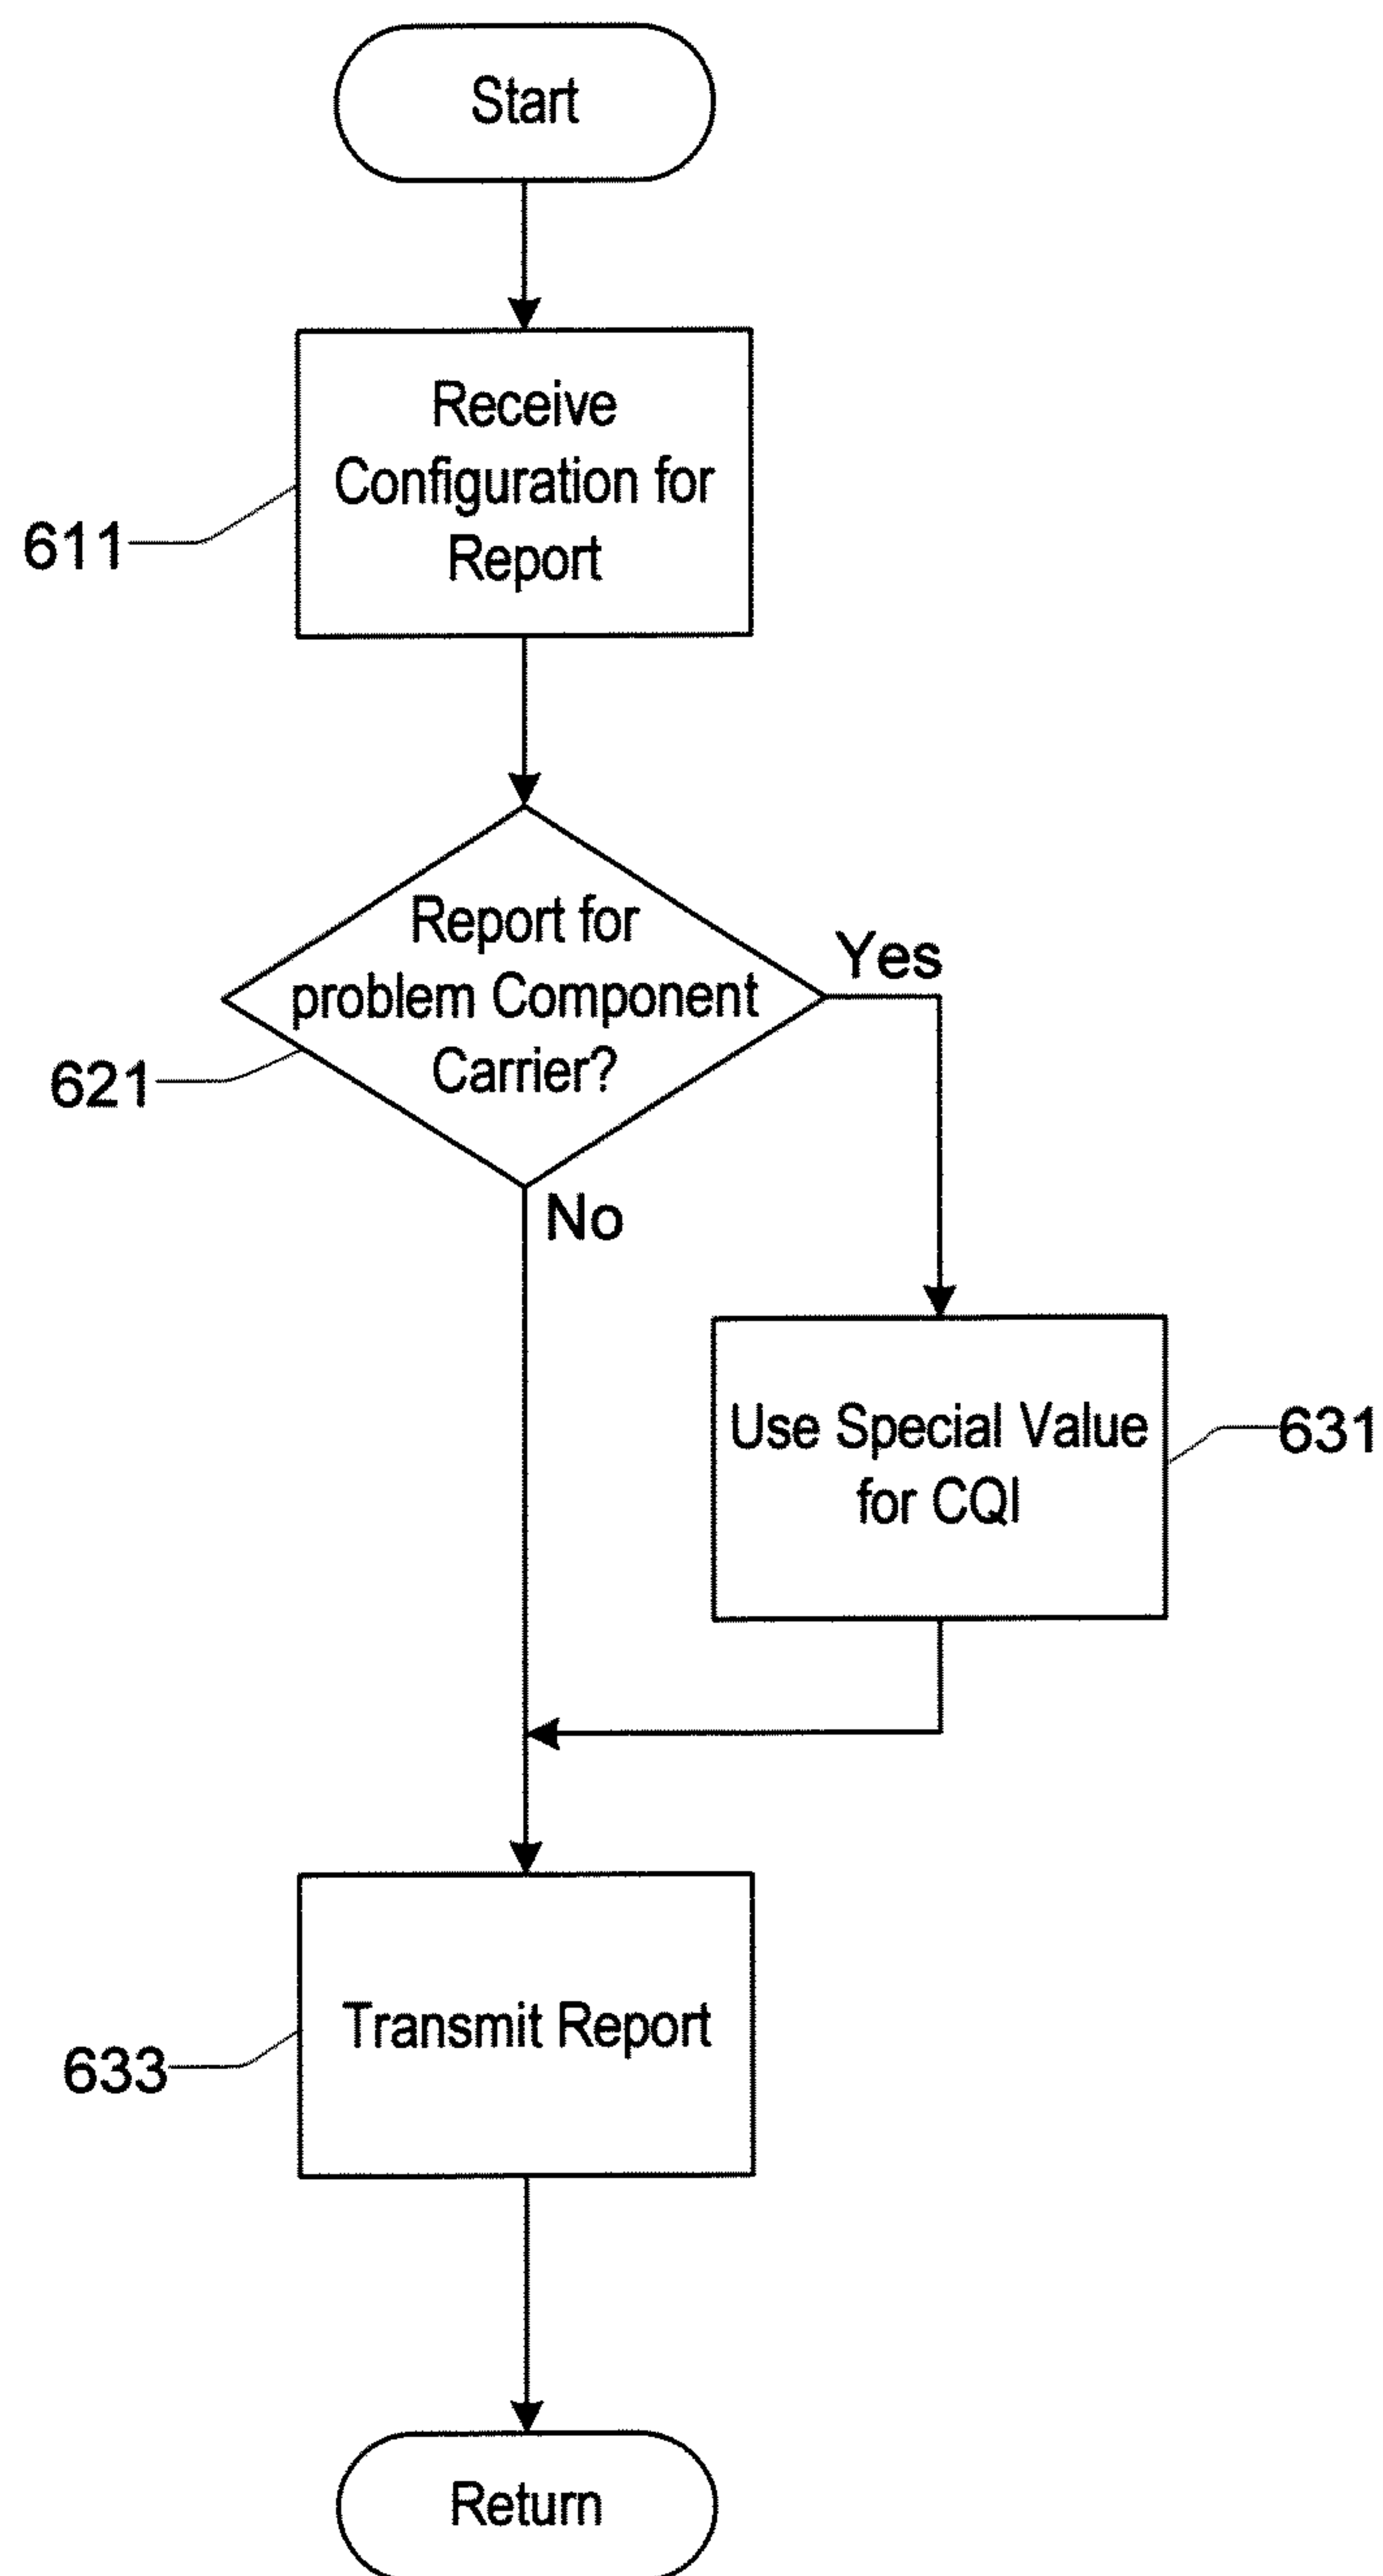 Start
Receive
Configuration for
Report
611
Report for
problem Component
Carrier?
Yes
621
No
Use Special Value
for CQI
631
Transmit Report
633
Return